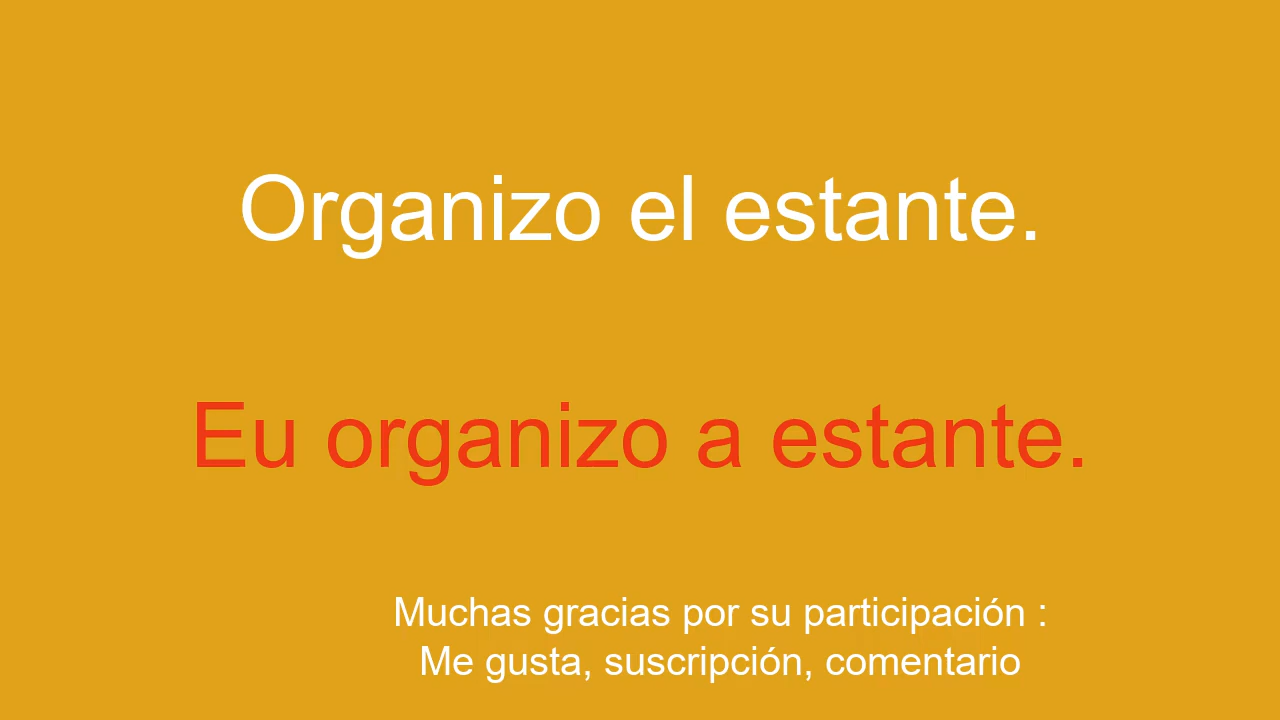 Organizo el estante.
Eu organizo a estante.
Muchas gracias por su participación :
Me gusta, suscripción, comentario